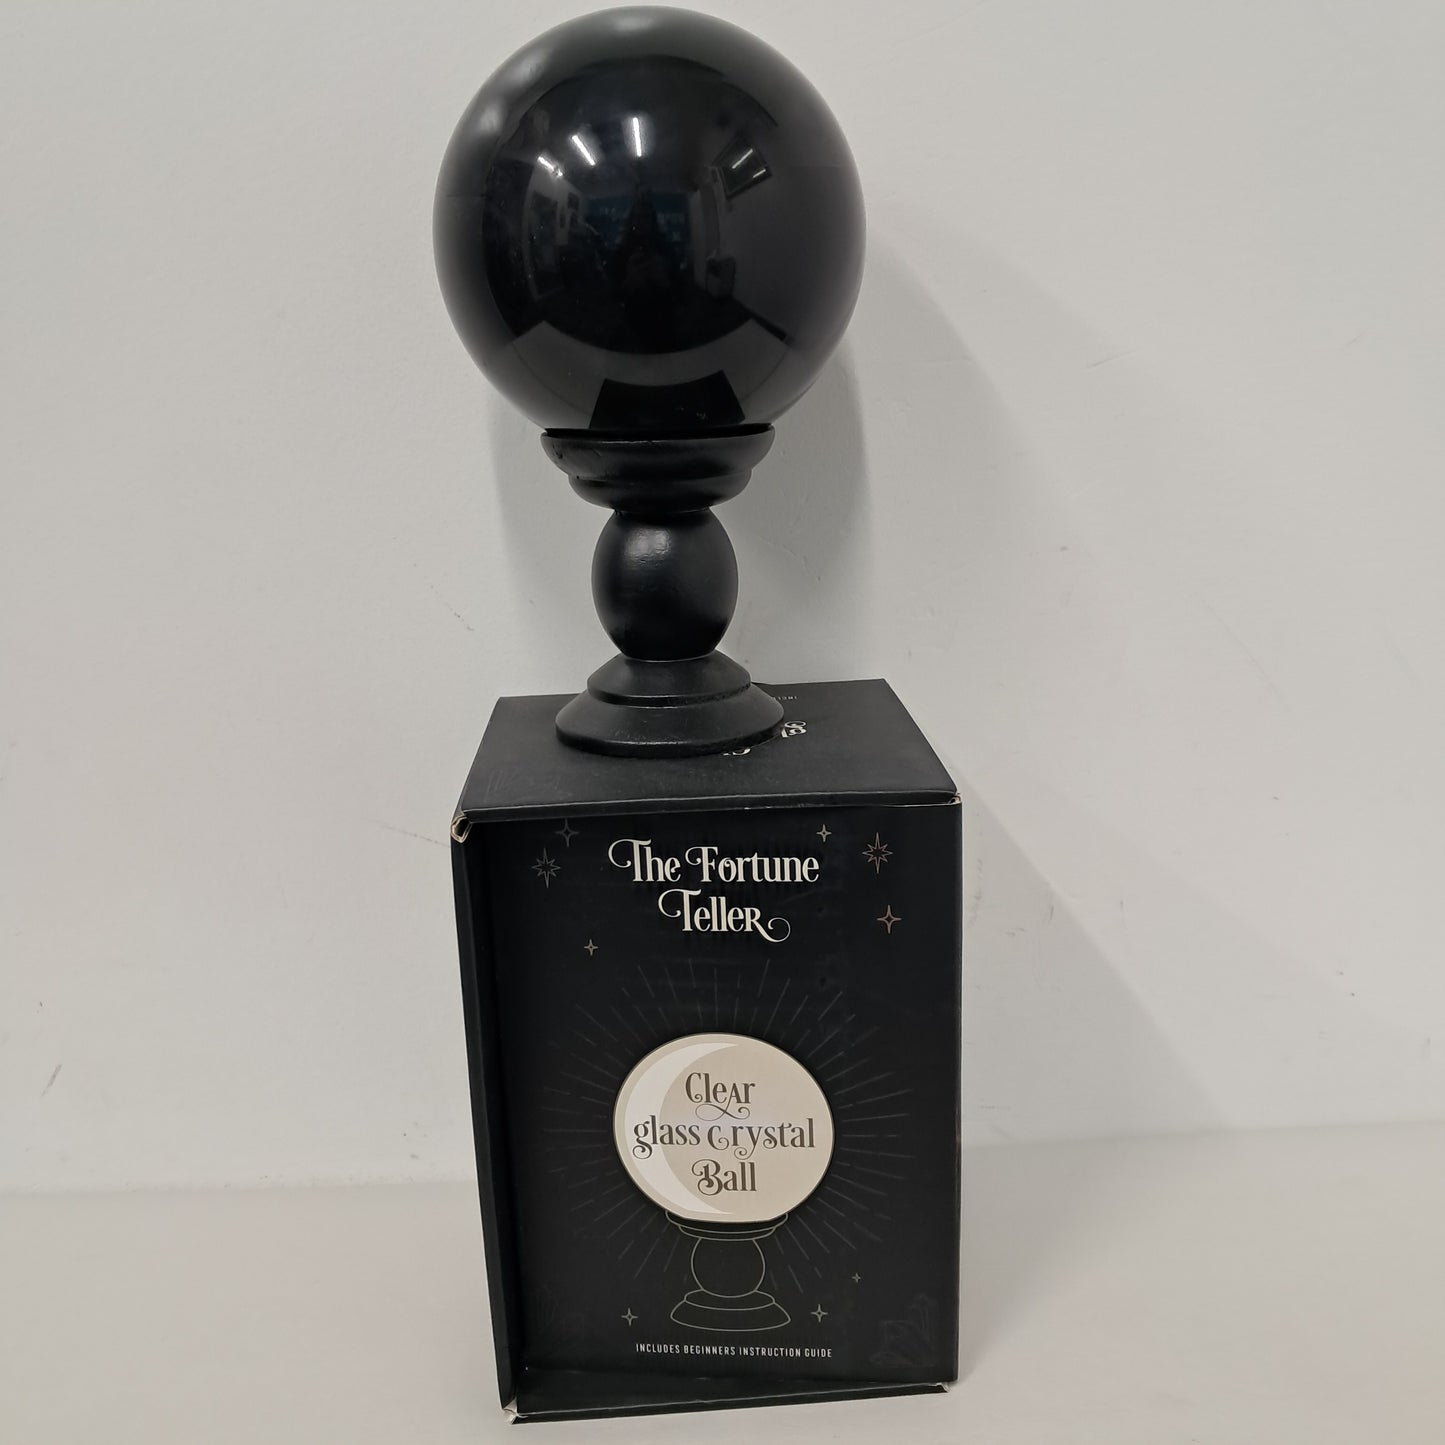 The Fortune
Teller
Clear
glass crystal
Ball
INCLUDES BEGINNERS INSTRUCTION GUIDE